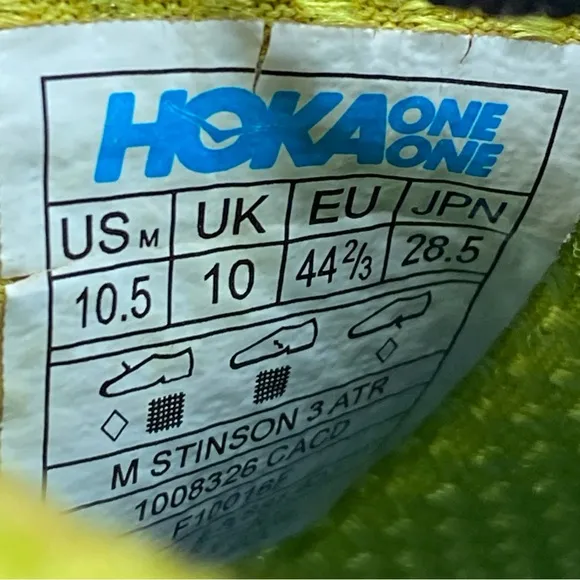 HOKA ONE ONE
US M UK EU JPN
10.5 10 44 2/3 28.5
M STINSON 3 ATR
1008326 CACD